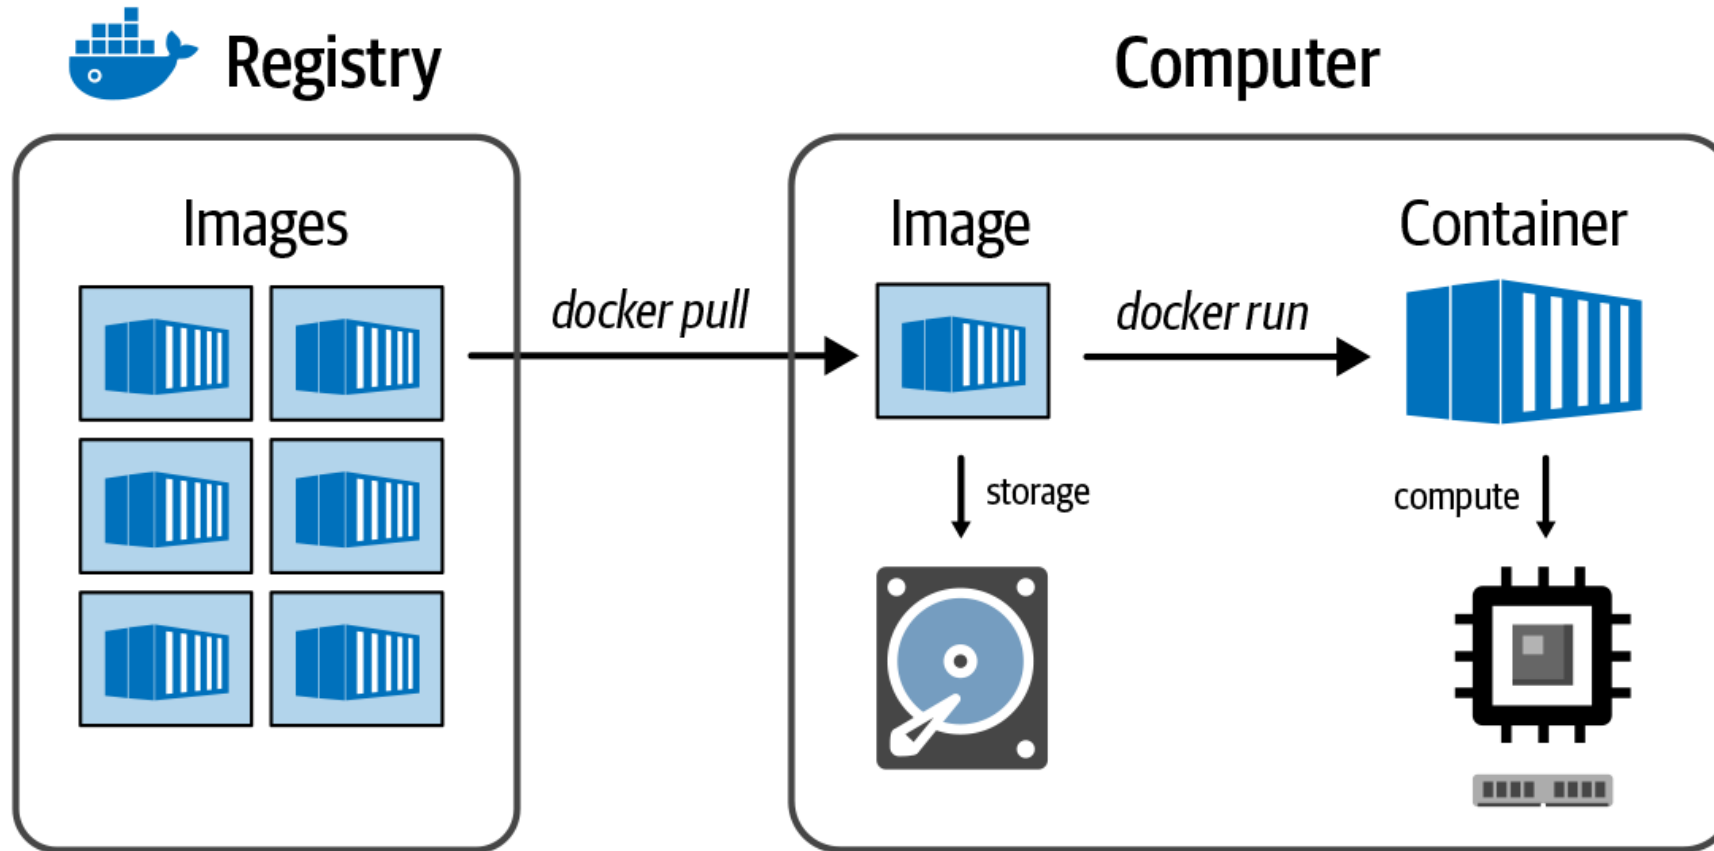 Registry
Computer
Images
Image
Container
docker pull
docker run
storage
compute